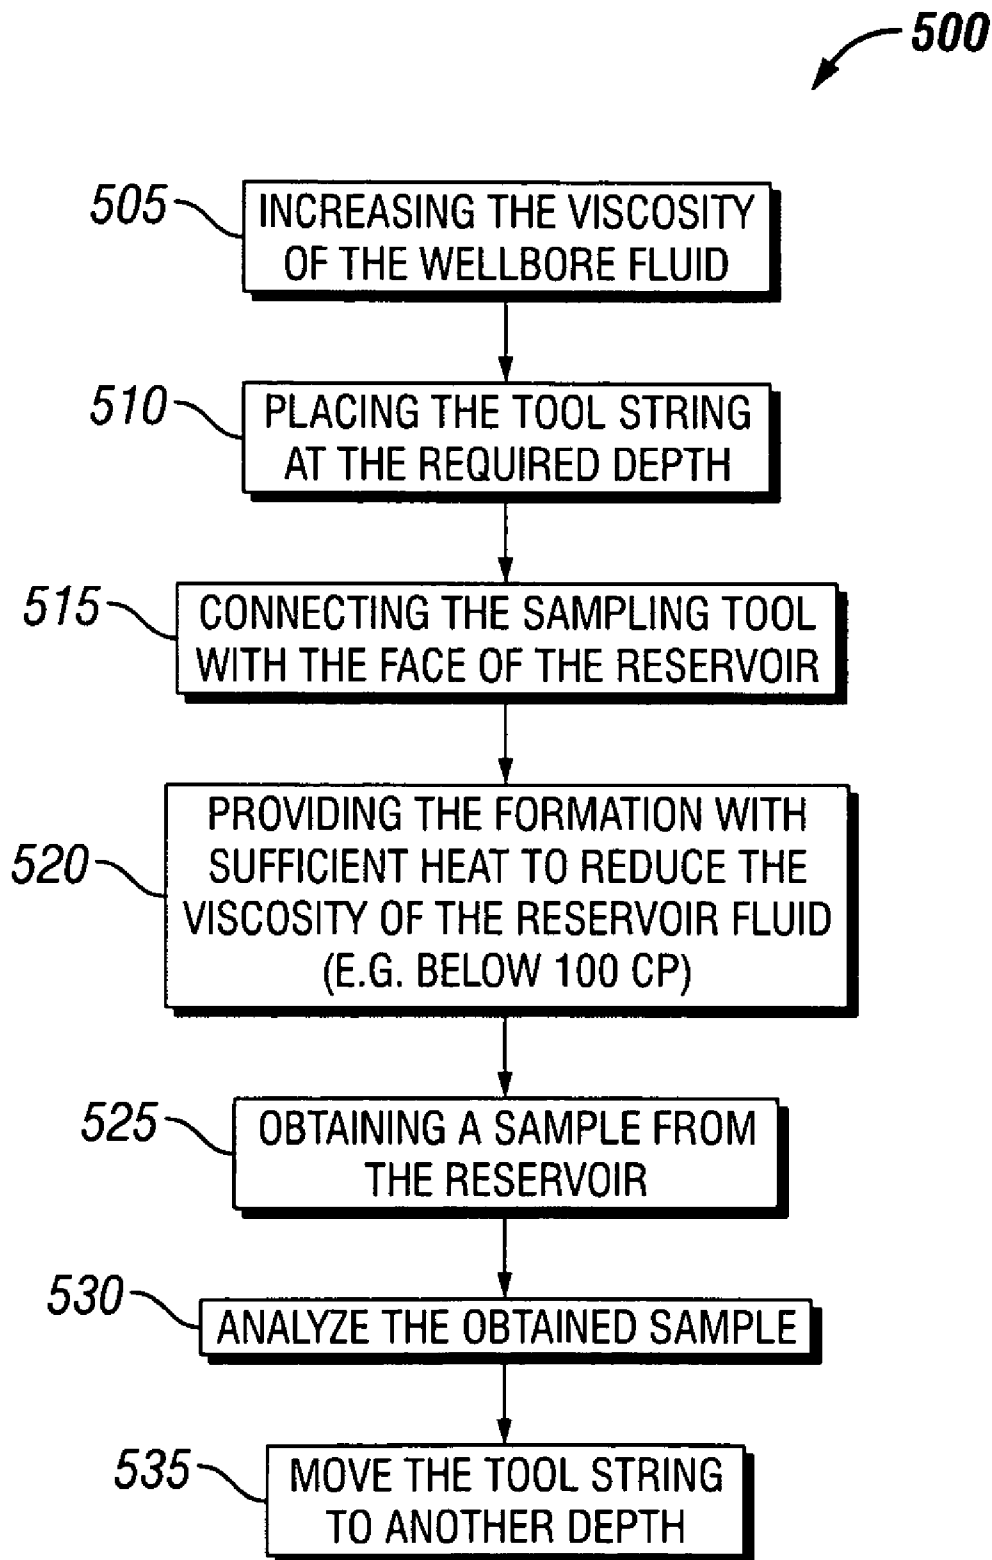 500
505
INCREASING THE VISCOSITY
OF THE WELLBORE FLUID
510
PLACING THE TOOL STRING
AT THE REQUIRED DEPTH
515
CONNECTING THE SAMPLING TOOL
WITH THE FACE OF THE RESERVOIR
520
PROVIDING THE FORMATION WITH
SUFFICIENT HEAT TO REDUCE THE
VISCOSITY OF THE RESERVOIR FLUID
(E.G. BELOW 100 CP)
525
OBTAINING A SAMPLE FROM
THE RESERVOIR
530
ANALYZE THE OBTAINED SAMPLE
535
MOVE THE TOOL STRING
TO ANOTHER DEPTH